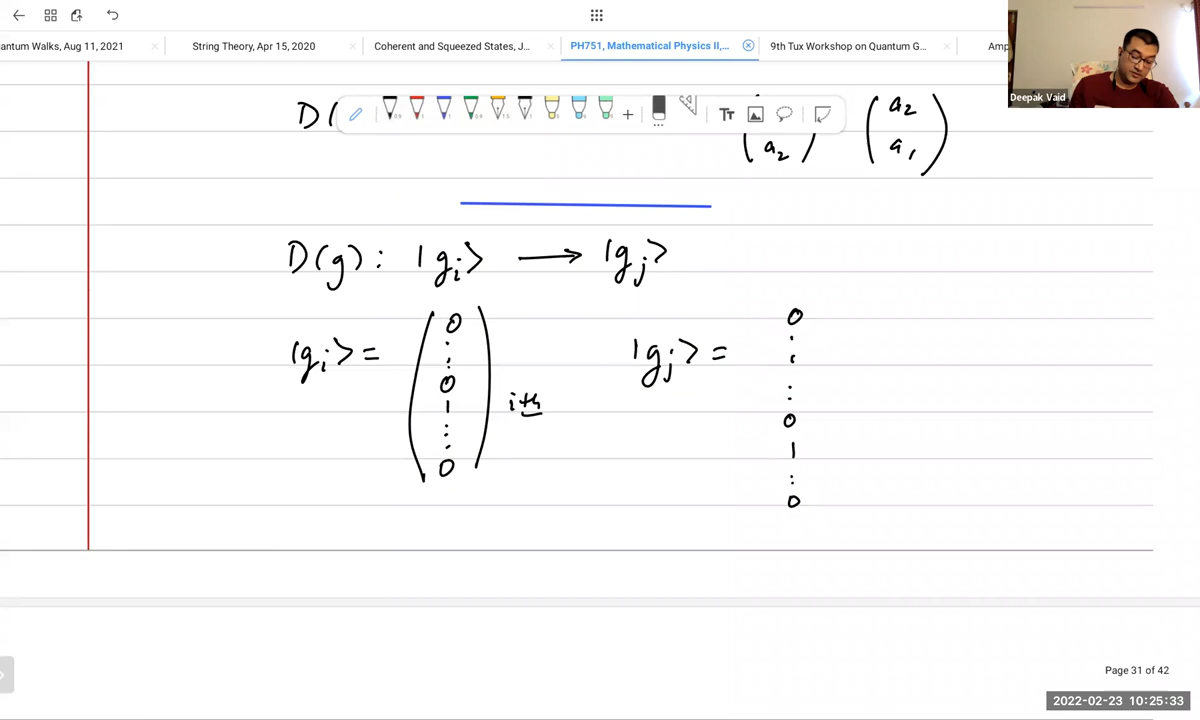 antum Walks, Aug 11, 2021 String Theory, Apr 15, 2020 Coherent and Squeezed States, J... PH751, Mathematical Physics II,... 9th Tux Workshop on Quantum G... Amp
Deepak Vaid
D( a₂
Tт
(a₂) a₁
D(g): |gᵢ> → |gⱼ>
|gᵢ> = ( 0 : : 0 1 : : 0 ) ith
|gⱼ> = 0 : : : 0 1 : 0
Page 31 of 42
2022-02-23 10:25:33